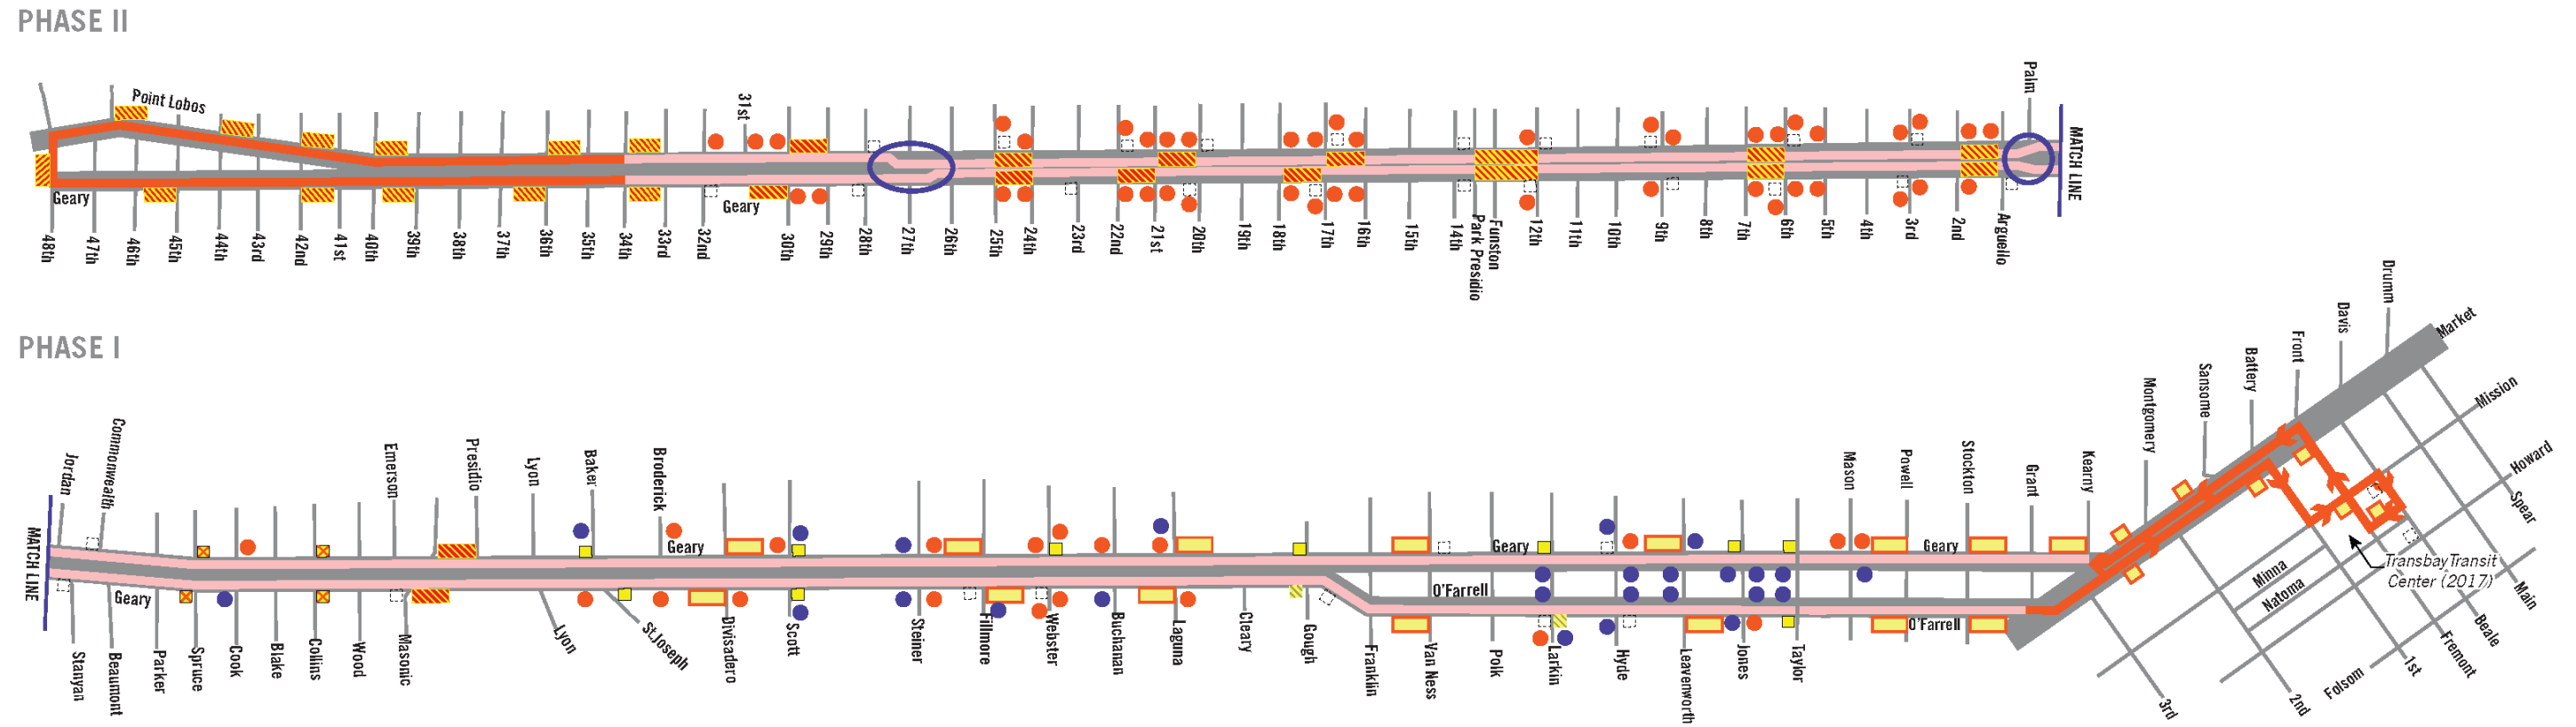 PHASE II
Point Lobos
31st
Palm
MATCH LINE
Geary
Geary
48th
47th
46th
45th
44th
43rd
42nd
41st
40th
39th
38th
37th
36th
35th
34th
33rd
32nd
30th
29th
28th
27th
26th
25th
24th
23rd
22nd
21st
20th
19th
18th
17th
16th
15th
14th
Park Presidio
Funston
12th
11th
10th
9th
8th
7th
6th
5th
4th
3rd
2nd
Arguello
PHASE I
MATCH LINE
Jordan
Commonwealth
Emerson
Presidio
Lyon
Baker
Broderick
Geary
Geary
Mason
Powell
Geary
Stockton
Grant
Kearny
Montgomery
Sansome
Battery
Front
Davis
Drumm
Market
Mission
Howard
Spear
Main
Beale
Fremont
1st
Folsom
2nd
3rd
Minna
Natoma
Transbay Transit
Center (2017)
Geary
O'Farrell
O'Farrell
Stanyan
Beaumont
Parker
Spruce
Cook
Blake
Collins
Wood
Masonic
Lyon
St.Joseph
Divisadero
Scott
Steiner
Fillmore
Webster
Buchanan
Laguna
Cleary
Gough
Franklin
Van Ness
Polk
Larkin
Hyde
Leavenworth
Jones
Taylor